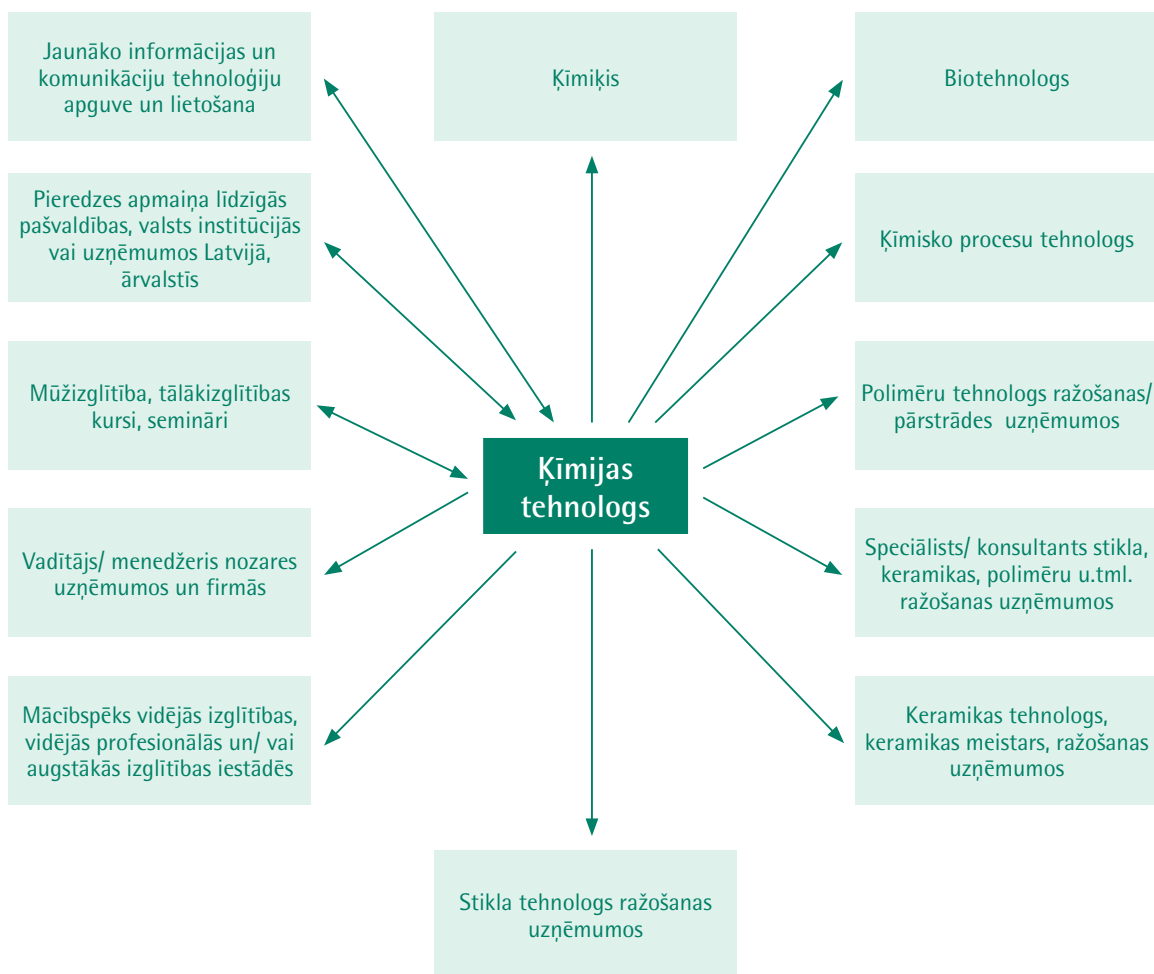 Jaunāko informācijas un
komunikāciju tehnoloģiju
apguve un lietošana
Ķīmiķis
Biotehnologs
Pieredzes apmaiņa līdzīgās
pašvaldības, valsts institūcijās
vai uzņēmumos Latvijā,
ārvalstīs
Ķīmisko procesu tehnologs
Mūžizglītība, tālākizglītības
kursi, semināri
Polimēru tehnologs ražošanas/
pārstrādes uzņēmumos
Ķīmijas
tehnologs
Vadītājs/ menedžeris nozares
uzņēmumos un firmās
Speciālists/ konsultants stikla,
keramikas, polimēru u.tml.
ražošanas uzņēmumos
Mācībspēks vidējās izglītības,
vidējās profesionālās un/ vai
augstākās izglītības iestādēs
Keramikas tehnologs,
keramikas meistars, ražošanas
uzņēmumos
Stikla tehnologs ražošanas
uzņēmumos